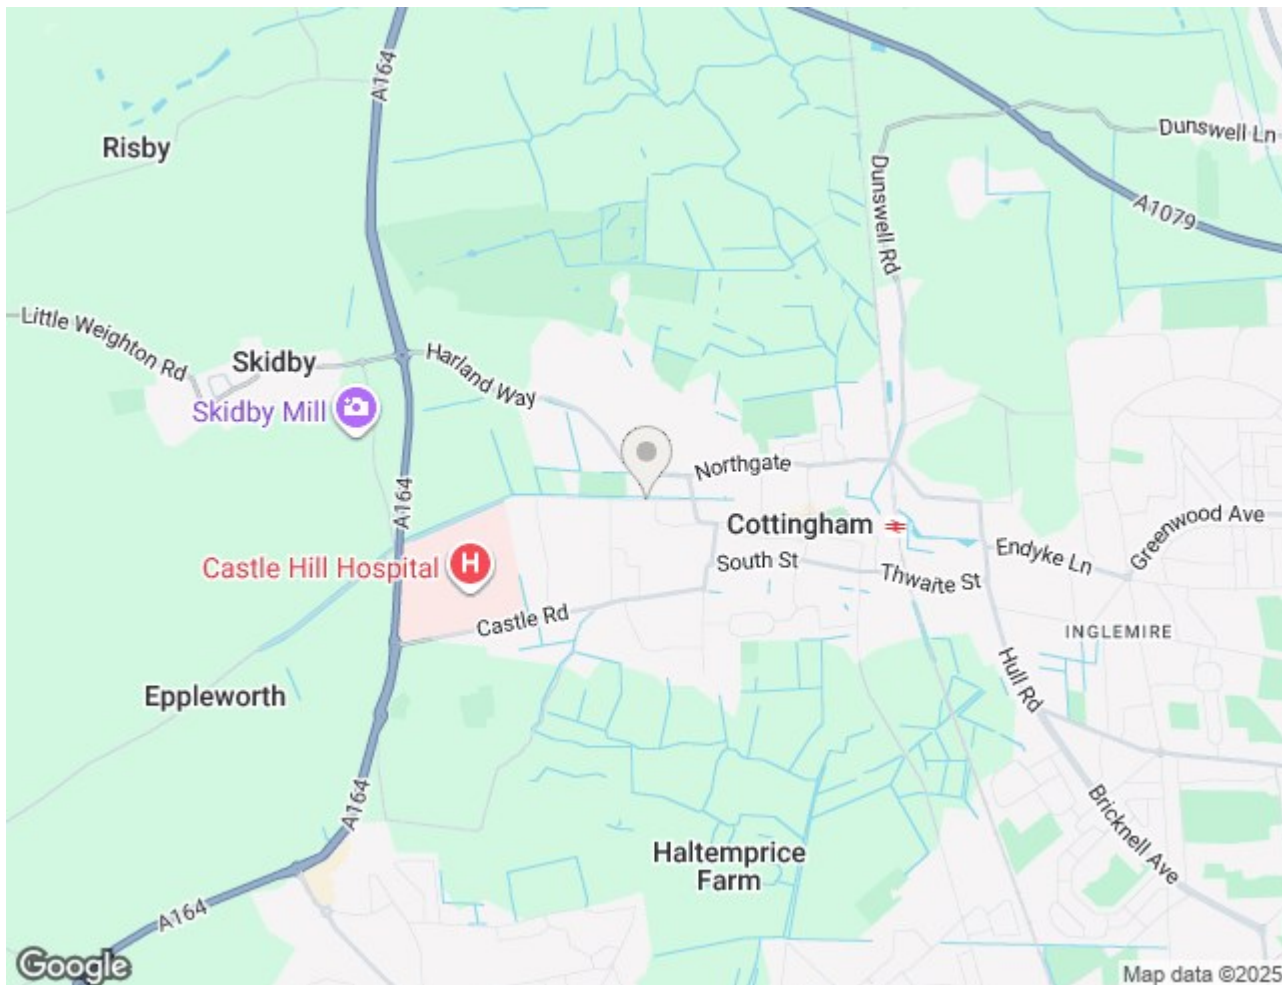 A164
Risby
Dunswell Ln
Dunswell Rd
A1079
Little Weighton Rd
Skidby
Harland Way
Skidby Mill
Northgate
A164
Cottingham
Greenwood Ave
Endyke Ln
Castle Hill Hospital
H
South St
Thwaite St
Castle Rd
INGLEMIRE
Hull Rd
Eppleworth
A164
Bricknell Ave
Haltemprice
Farm
A164
Google
Map data ©2025